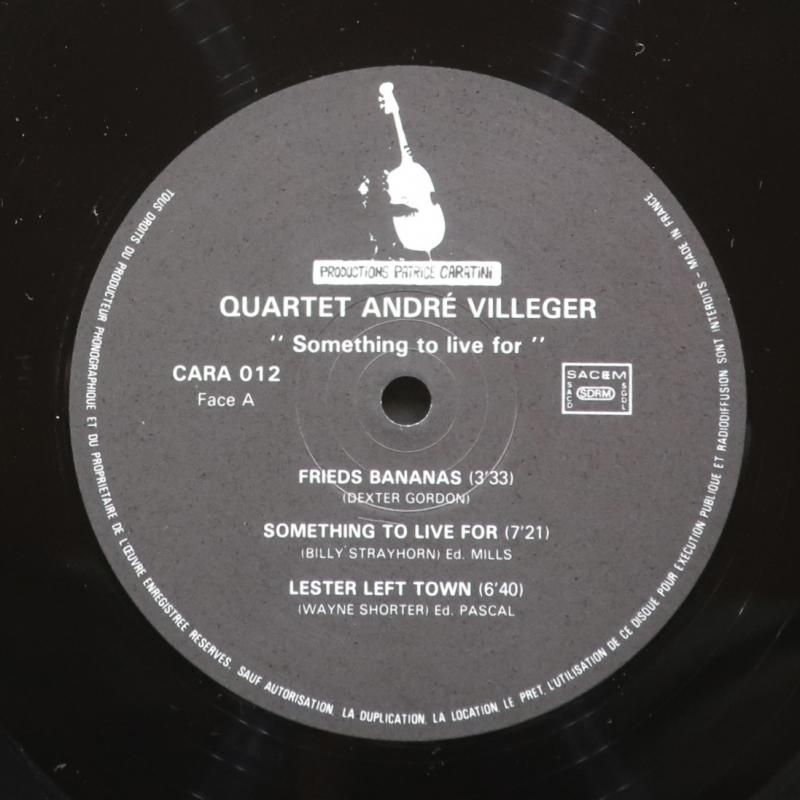 PRODUCTIONS PATRICE CARATINI
QUARTET ANDRÉ VILLEGER
" Something to live for "
CARA 012
Face A
SACEM
SACD
SDRM
SGDL
FRIEDS BANANAS (3'33)
(DEXTER GORDON)
SOMETHING TO LIVE FOR (7'21)
(BILLY STRAYHORN) Ed. MILLS
LESTER LEFT TOWN (6'40)
(WAYNE SHORTER) Ed. PASCAL
TOUS DROITS DU PRODUCTEUR PHONOGRAPHIQUE ET DU PROPRIETAIRE DE L'ŒUVRE ENREGISTREE RESERVES. SAUF AUTORISATION, LA DUPLICATION, LA LOCATION, LE PRET, L'UTILISATION DE CE DISQUE POUR EXECUTION PUBLIQUE ET RADIODIFFUSION SONT INTERDITS - MADE IN FRANCE